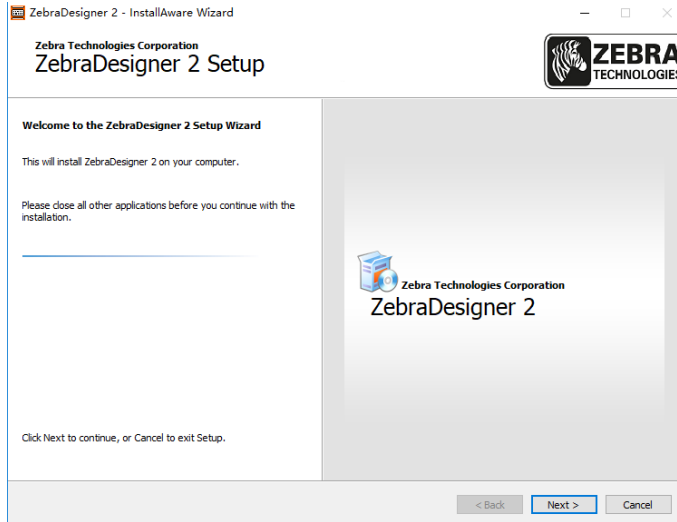 ZebraDesigner 2 - InstallAware Wizard
Zebra Technologies Corporation
ZebraDesigner 2 Setup
ZEBRA
TECHNOLOGIES
Welcome to the ZebraDesigner 2 Setup Wizard
This will install ZebraDesigner 2 on your computer.
Please close all other applications before you continue with the
installation.
Zebra Technologies Corporation
ZebraDesigner 2
Click Next to continue, or Cancel to exit Setup.
< Back
Next >
Cancel